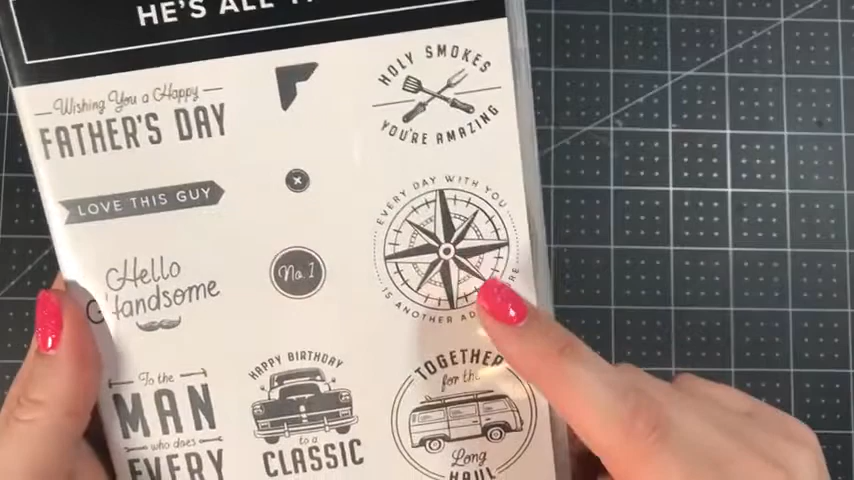 HE'S ALL
Wishing You a Happy
FATHER'S DAY
HOLY SMOKES
YOU'RE AMAZING
LOVE THIS GUY
EVERY DAY WITH YOU
IS ANOTHER
Hello
Handsome
No. 1
To the
MAN
who does
EVERY
HAPPY BIRTHDAY
to a
CLASSIC
TOGETHER
for the
Long
HAUL